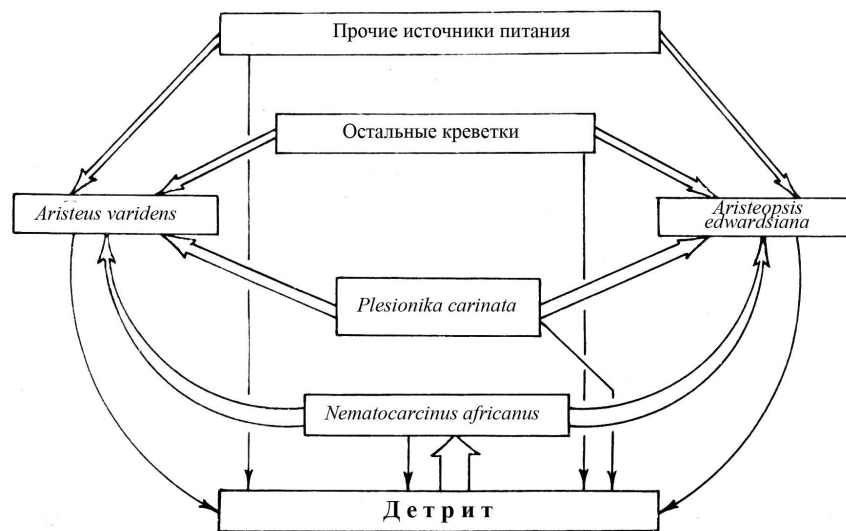 Прочие источники питания
Остальные креветки
Aristeus varidens
Aristeopsis
edwardsiana
Plesionika carinata
Nematocarcinus africanus
Детрит